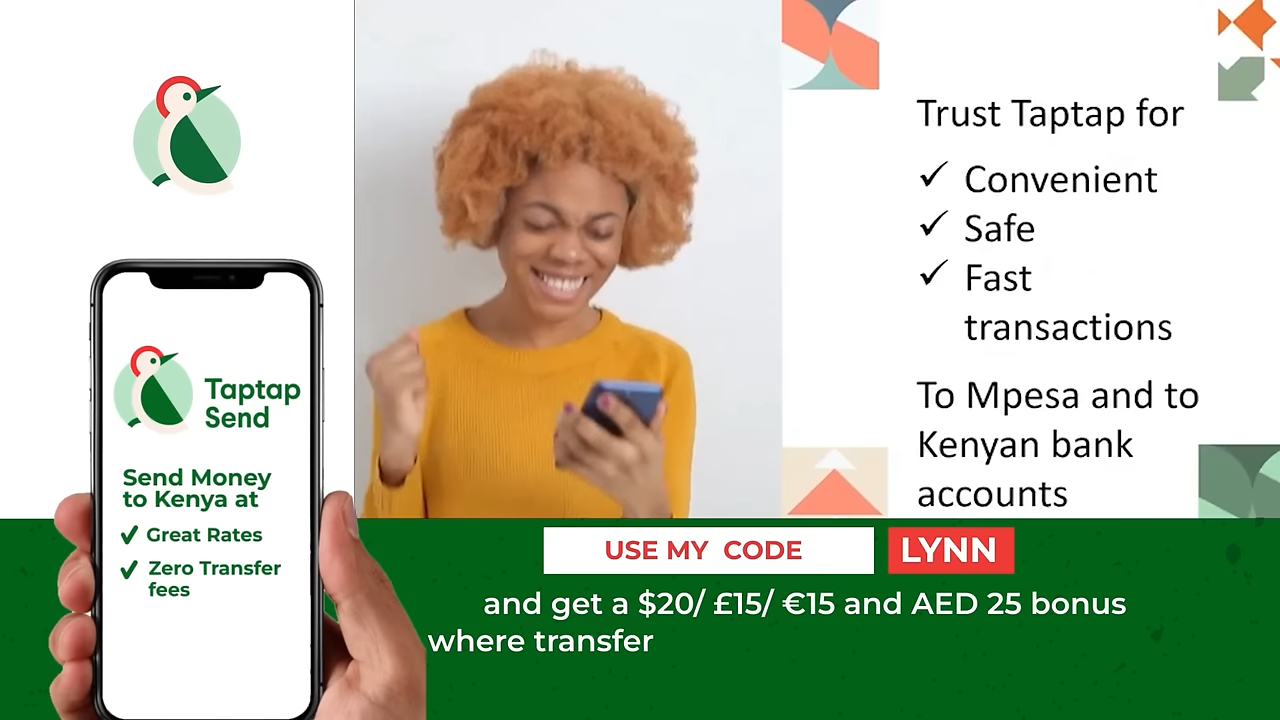 Taptap
Send
Send Money
to Kenya at
Great Rates
Zero Transfer
fees
Trust Taptap for
Convenient
Safe
Fast
transactions
To Mpesa and to
Kenyan bank
accounts
USE MY CODE
LYNN
and get a $20/ £15/ €15 and AED 25 bonus
where transfer